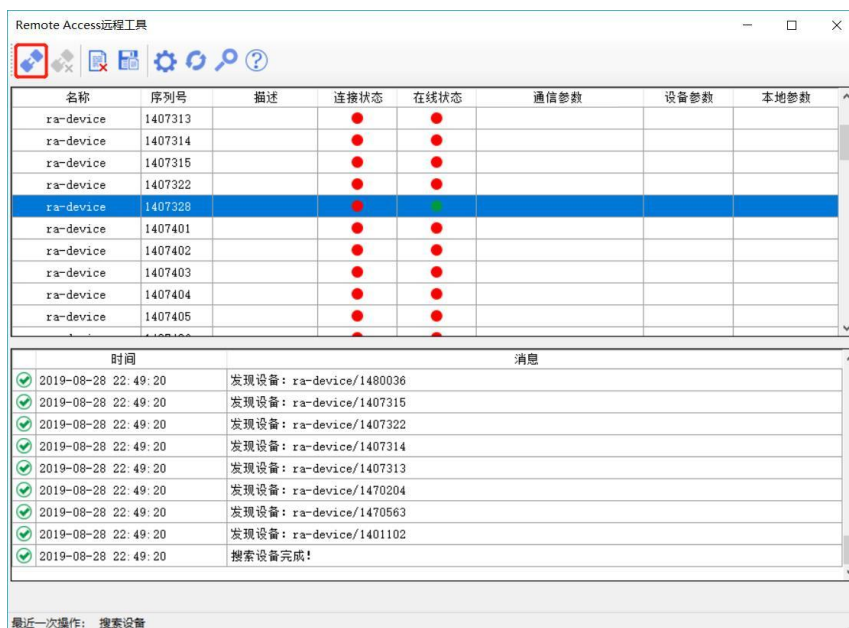 Remote Access远程工具
名称 序列号 描述 连接状态 在线状态 通信参数 设备参数 本地参数
ra-device 1407313
ra-device 1407314
ra-device 1407315
ra-device 1407322
ra-device 1407328
ra-device 1407401
ra-device 1407402
ra-device 1407403
ra-device 1407404
ra-device 1407405
时间 消息
2019-08-28 22:49:20 发现设备: ra-device/1480036
2019-08-28 22:49:20 发现设备: ra-device/1407315
2019-08-28 22:49:20 发现设备: ra-device/1407322
2019-08-28 22:49:20 发现设备: ra-device/1407314
2019-08-28 22:49:20 发现设备: ra-device/1407313
2019-08-28 22:49:20 发现设备: ra-device/1470204
2019-08-28 22:49:20 发现设备: ra-device/1470563
2019-08-28 22:49:20 发现设备: ra-device/1401102
2019-08-28 22:49:20 搜索设备完成!
最近一次操作: 搜索设备